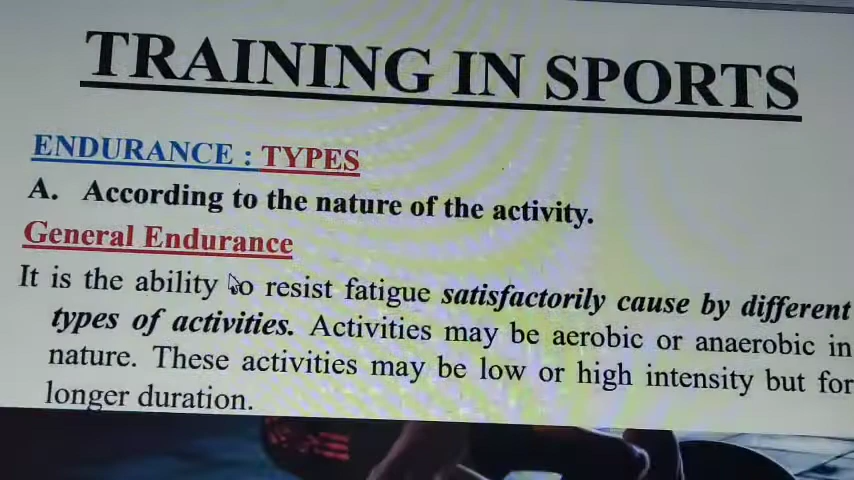 TRAINING IN SPORTS
ENDURANCE : TYPES
A. According to the nature of the activity.
General Endurance
It is the ability to resist fatigue satisfactorily cause by different
types of activities. Activities may be aerobic or anaerobic in
nature. These activities may be low or high intensity but for
longer duration.